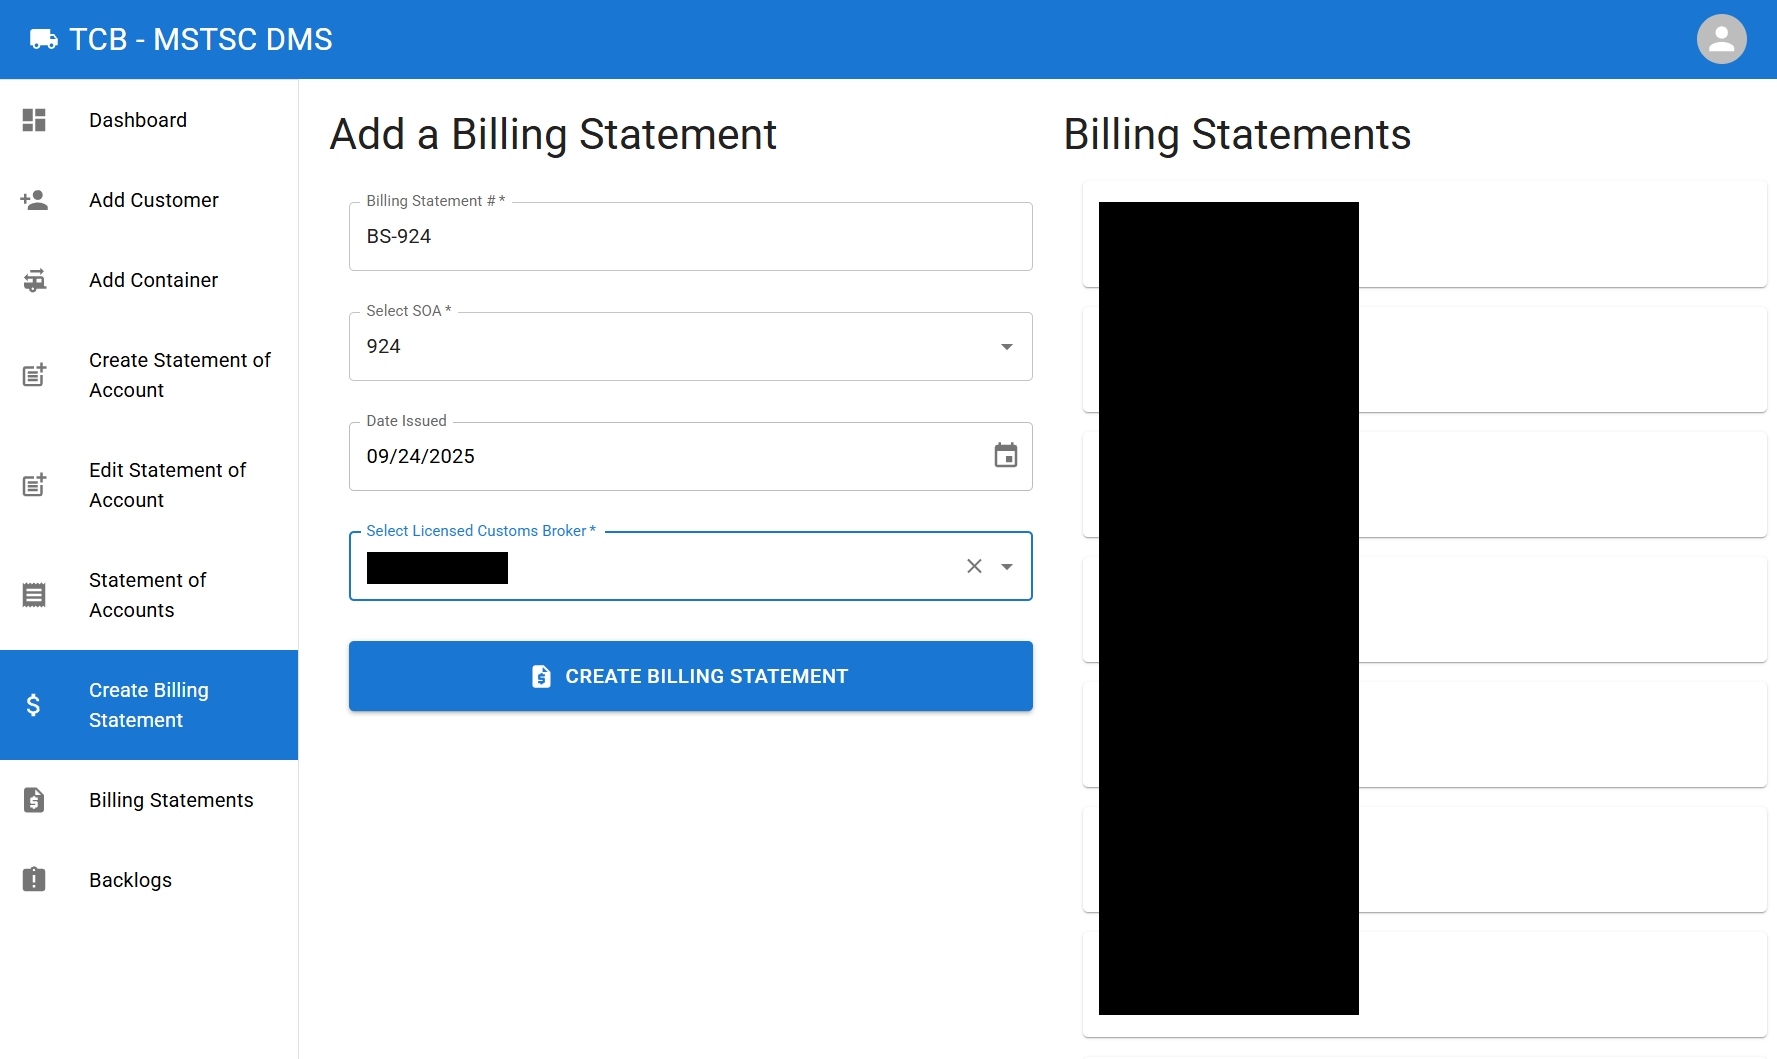 TCB - MSTSC DMS
Dashboard
Add Customer
Add Container
Create Statement of
Account
Edit Statement of
Account
Statement of
Accounts
Create Billing
Statement
Billing Statements
Backlogs
Add a Billing Statement
Billing Statement # *
BS-924
Select SOA *
924
Date Issued
09/24/2025
Select Licensed Customs Broker *
CREATE BILLING STATEMENT
Billing Statements